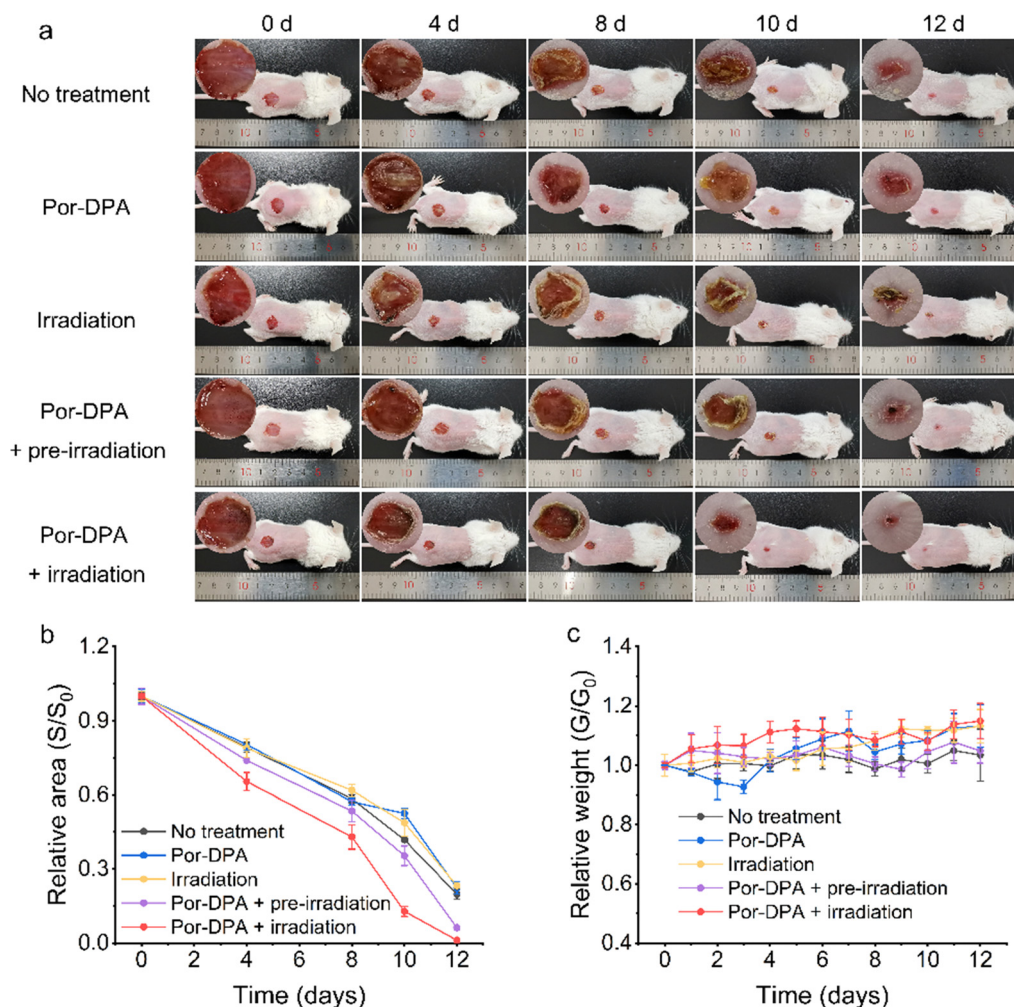 a
0 d 4 d 8 d 10 d 12 d
No treatment
Por-DPA
Irradiation
Por-DPA
+ pre-irradiation
Por-DPA
+ irradiation
b
Relative area (S/S₀)
1.2
0.9
0.6
0.3
0.0
No treatment
Por-DPA
Irradiation
Por-DPA + pre-irradiation
Por-DPA + irradiation
0 2 4 6 8 10 12
Time (days)
c
Relative weight (G/G₀)
1.4
1.2
1.0
0.8
0.6
0.4
No treatment
Por-DPA
Irradiation
Por-DPA + pre-irradiation
Por-DPA + irradiation
0 2 4 6 8 10 12
Time (days)